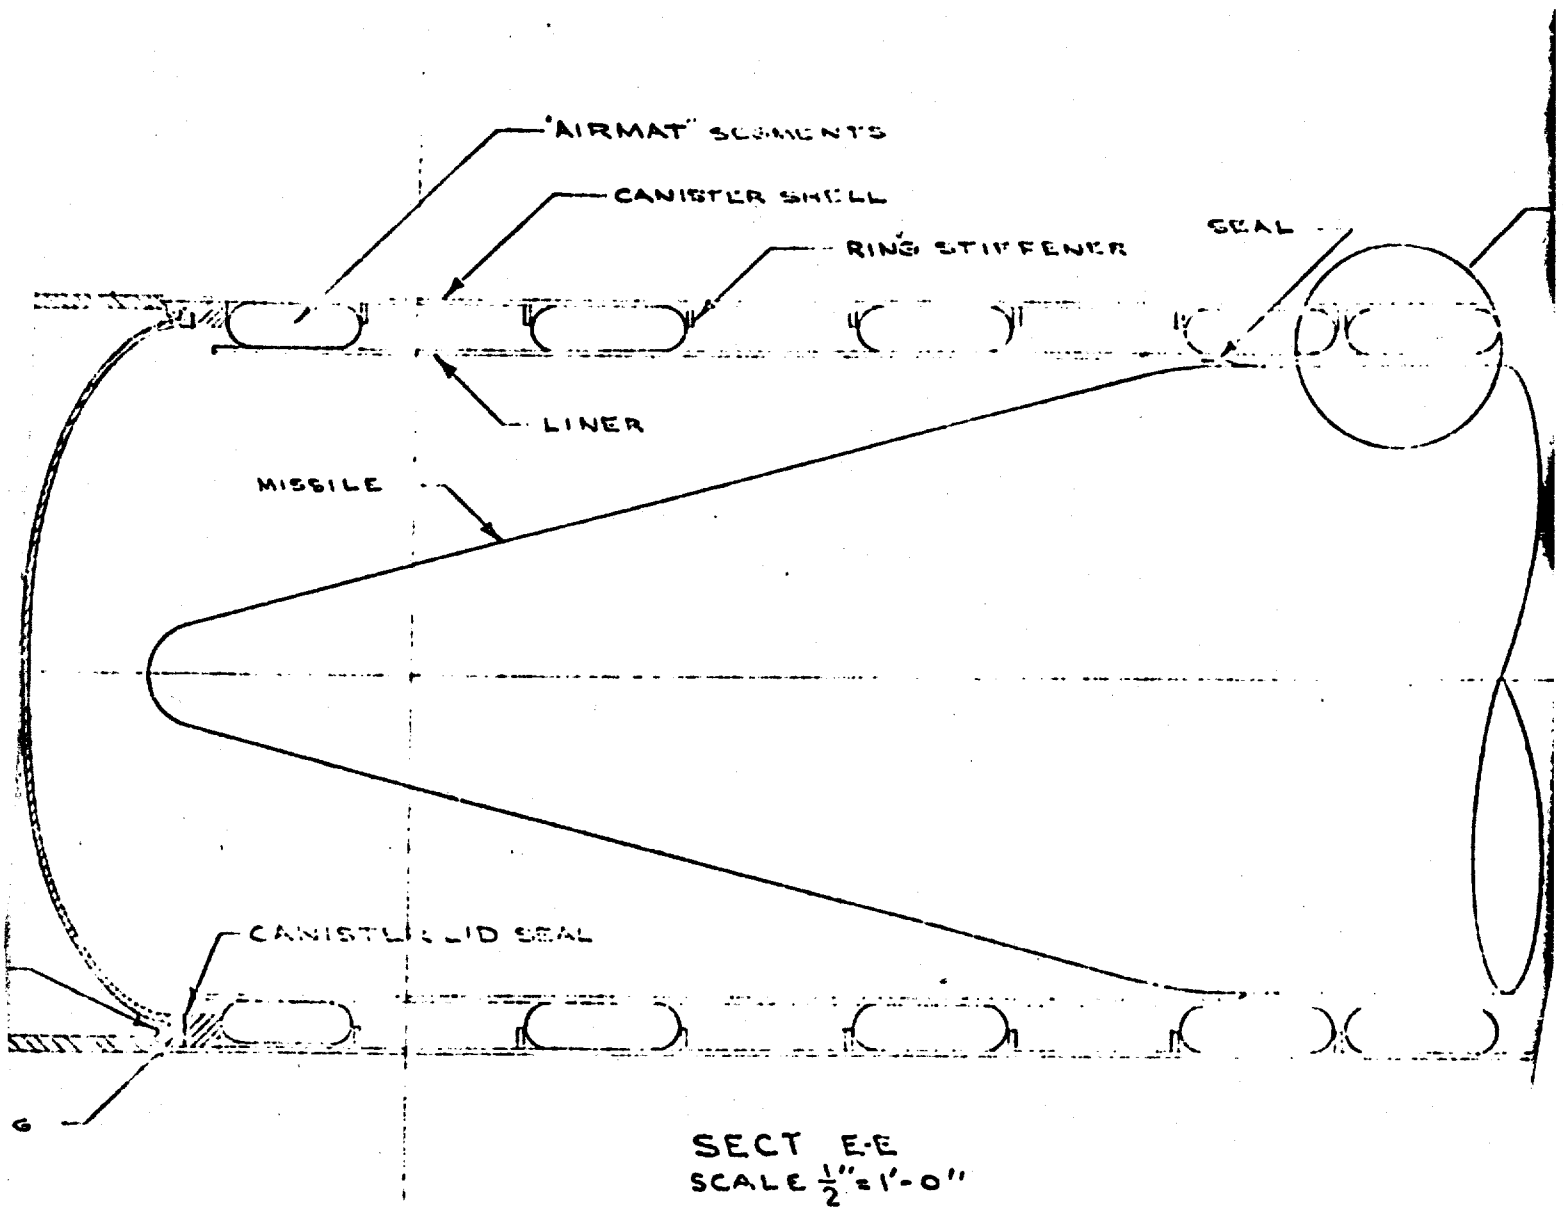 "AIRMAT" SEGMENTS
CANISTER SHELL
RING STIFFENER
SEAL
LINER
MISSILE
CANISTER LID SEAL
G
SECT E-E
SCALE 1/2" = 1'-0"